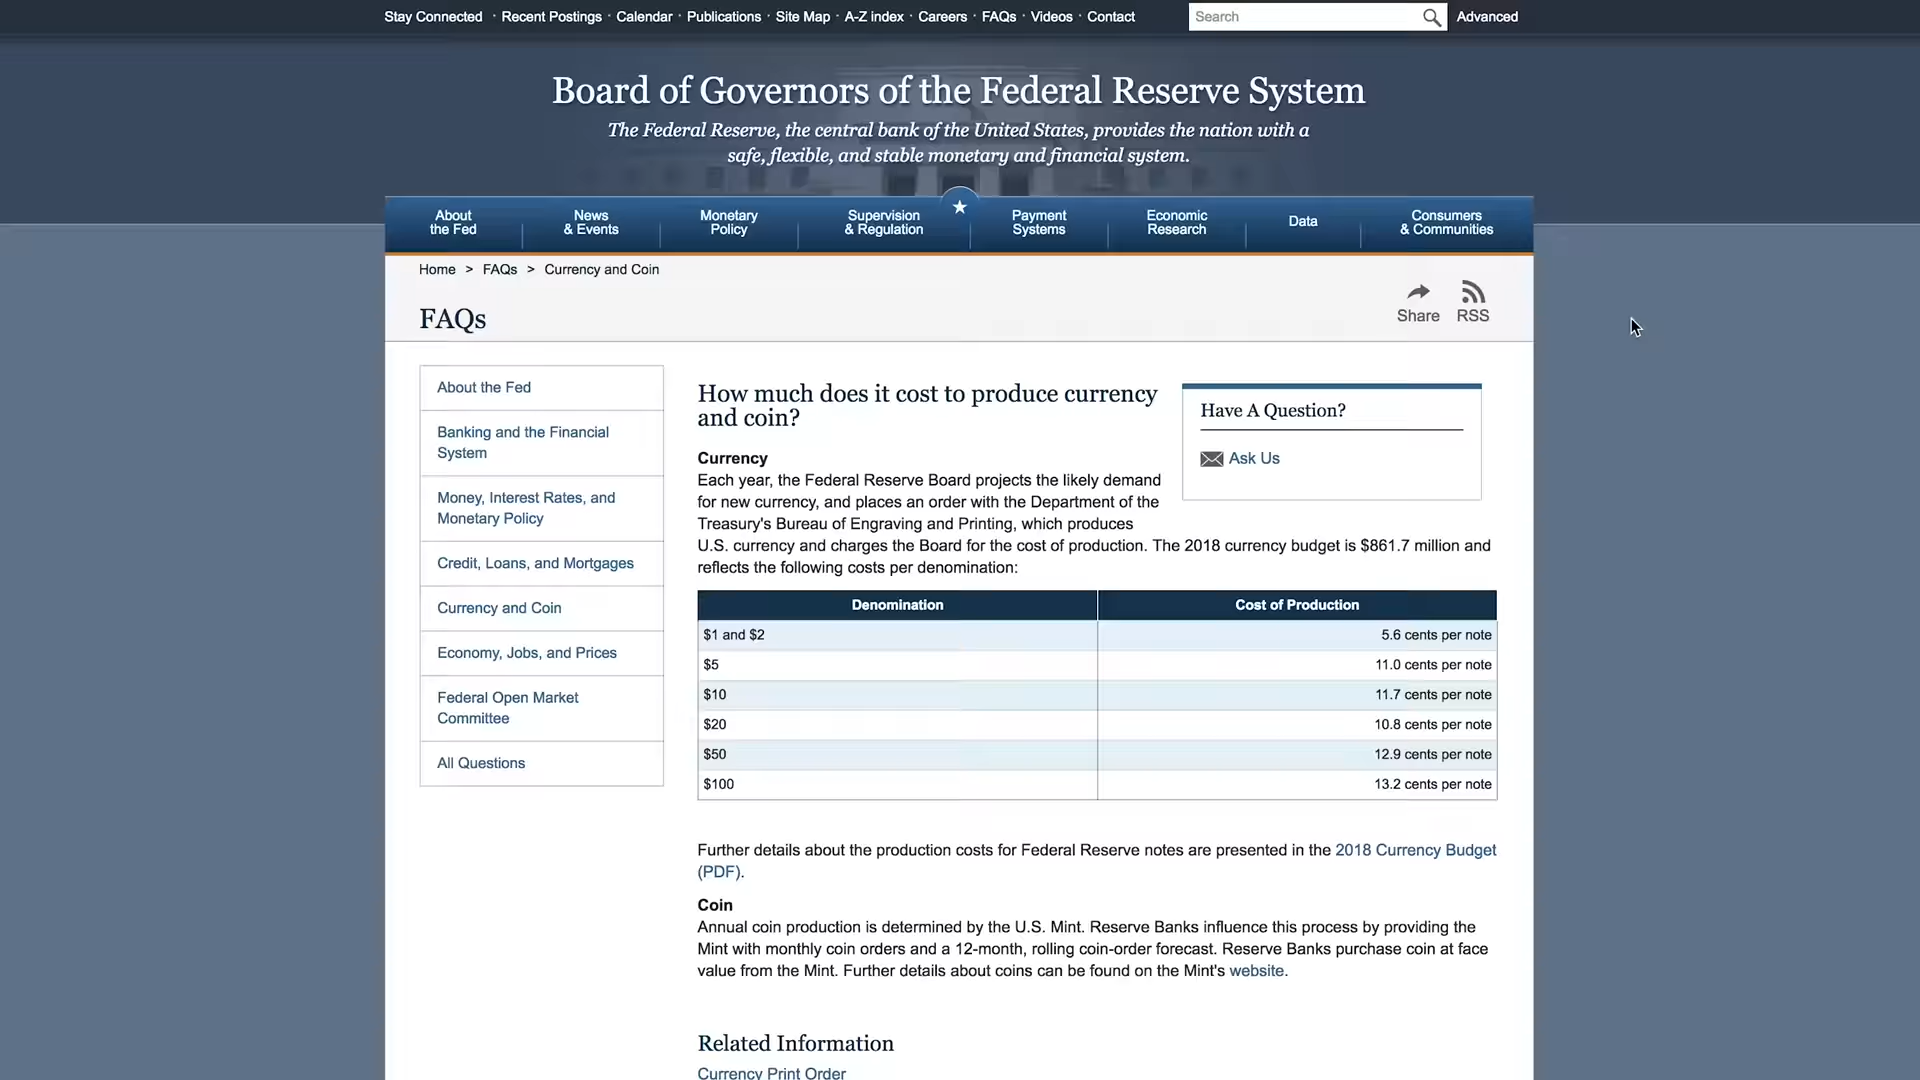 Stay Connected · Recent Postings · Calendar · Publications · Site Map · A-Z index · Careers · FAQs · Videos · Contact
Search
Advanced
Board of Governors of the Federal Reserve System
The Federal Reserve, the central bank of the United States, provides the nation with a
safe, flexible, and stable monetary and financial system.
About
the Fed
News
& Events
Monetary
Policy
Supervision
& Regulation
Payment
Systems
Economic
Research
Data
Consumers
& Communities
Home > FAQs > Currency and Coin
FAQs
Share
RSS
About the Fed
Banking and the Financial
System
Money, Interest Rates, and
Monetary Policy
Credit, Loans, and Mortgages
Currency and Coin
Economy, Jobs, and Prices
Federal Open Market
Committee
All Questions
How much does it cost to produce currency
and coin?
Have A Question?
Ask Us
Currency
Each year, the Federal Reserve Board projects the likely demand
for new currency, and places an order with the Department of the
Treasury's Bureau of Engraving and Printing, which produces
U.S. currency and charges the Board for the cost of production. The 2018 currency budget is $861.7 million and
reflects the following costs per denomination:
Denomination Cost of Production
$1 and $2 5.6 cents per note
$5 11.0 cents per note
$10 11.7 cents per note
$20 10.8 cents per note
$50 12.9 cents per note
$100 13.2 cents per note
Further details about the production costs for Federal Reserve notes are presented in the 2018 Currency Budget
(PDF).
Coin
Annual coin production is determined by the U.S. Mint. Reserve Banks influence this process by providing the
Mint with monthly coin orders and a 12-month, rolling coin-order forecast. Reserve Banks purchase coin at face
value from the Mint. Further details about coins can be found on the Mint's website.
Related Information
Currency Print Order